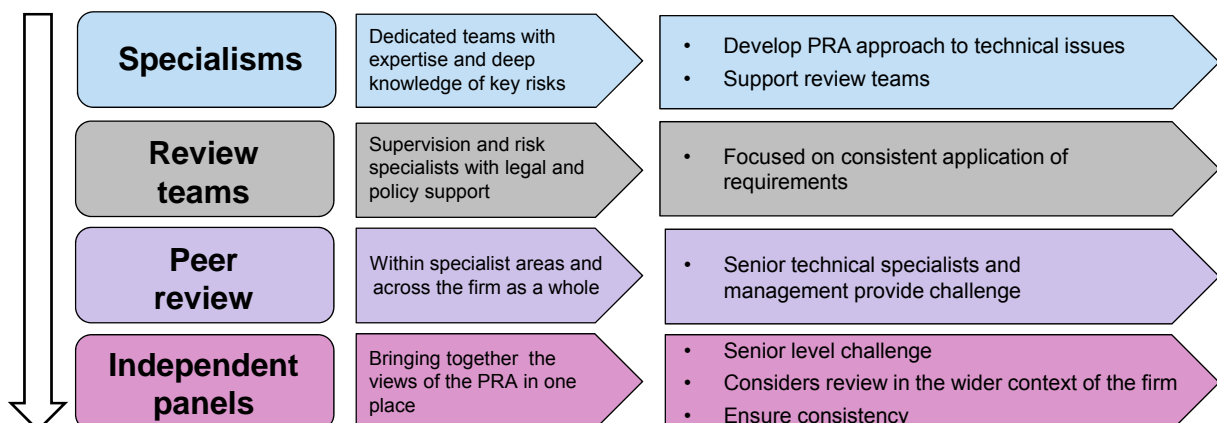 Specialisms
Dedicated teams with
expertise and deep
knowledge of key risks
• Develop PRA approach to technical issues
• Support review teams
Review
teams
Supervision and risk
specialists with legal and
policy support
• Focused on consistent application of
requirements
Peer
review
Within specialist areas and
across the firm as a whole
• Senior technical specialists and
management provide challenge
Independent
panels
Bringing together the
views of the PRA in one
place
• Senior level challenge
• Considers review in the wider context of the firm
• Ensure consistency